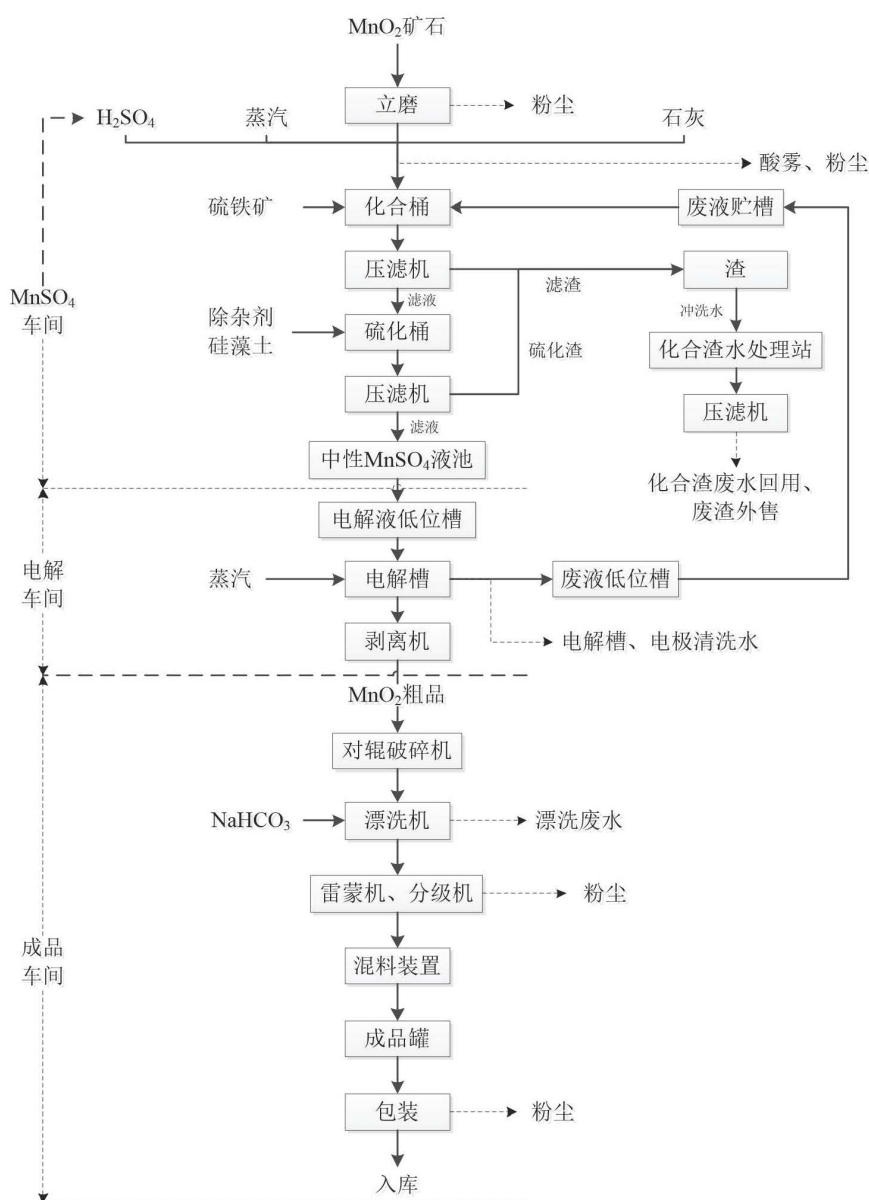 MnO₂矿石
立磨
粉尘
H₂SO₄
蒸汽
石灰
酸雾、粉尘
硫铁矿
化合桶
废液贮槽
压滤机
滤渣
渣
MnSO₄
车间
滤液
冲洗水
除杂剂
硅藻土
硫化桶
硫化渣
化合渣水处理站
压滤机
压滤机
滤液
中性MnSO₄液池
化合渣废水回用、
废渣外售
电解液低位槽
电解
车间
蒸汽
电解槽
废液低位槽
剥离机
电解槽、电极清洗水
MnO₂粗品
对辊破碎机
NaHCO₃
漂洗机
漂洗废水
雷蒙机、分级机
粉尘
成品
车间
混料装置
成品罐
包装
粉尘
入库